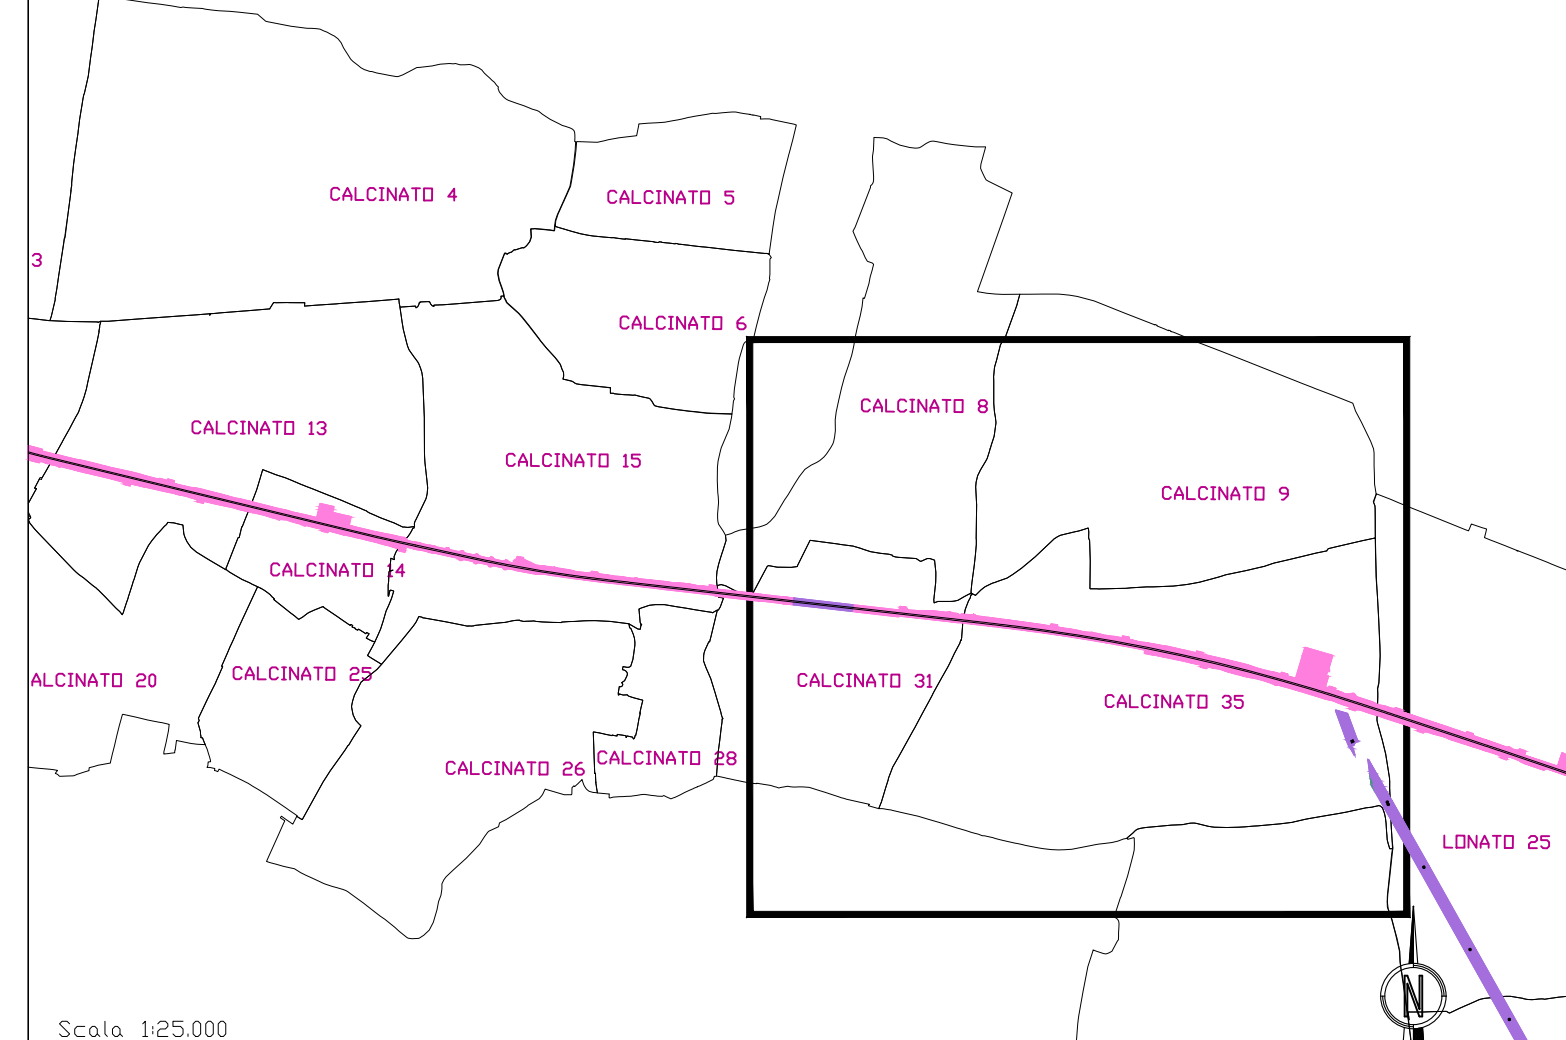 CALCINATO 4
CALCINATO 5
3
CALCINATO 6
CALCINATO 8
CALCINATO 13
CALCINATO 15
CALCINATO 9
CALCINATO 14
CALCINATO 25
ALCINATO 20
CALCINATO 31
CALCINATO 35
CALCINATO 28
CALCINATO 26
LONATO 25
N
Scala 1:25.000